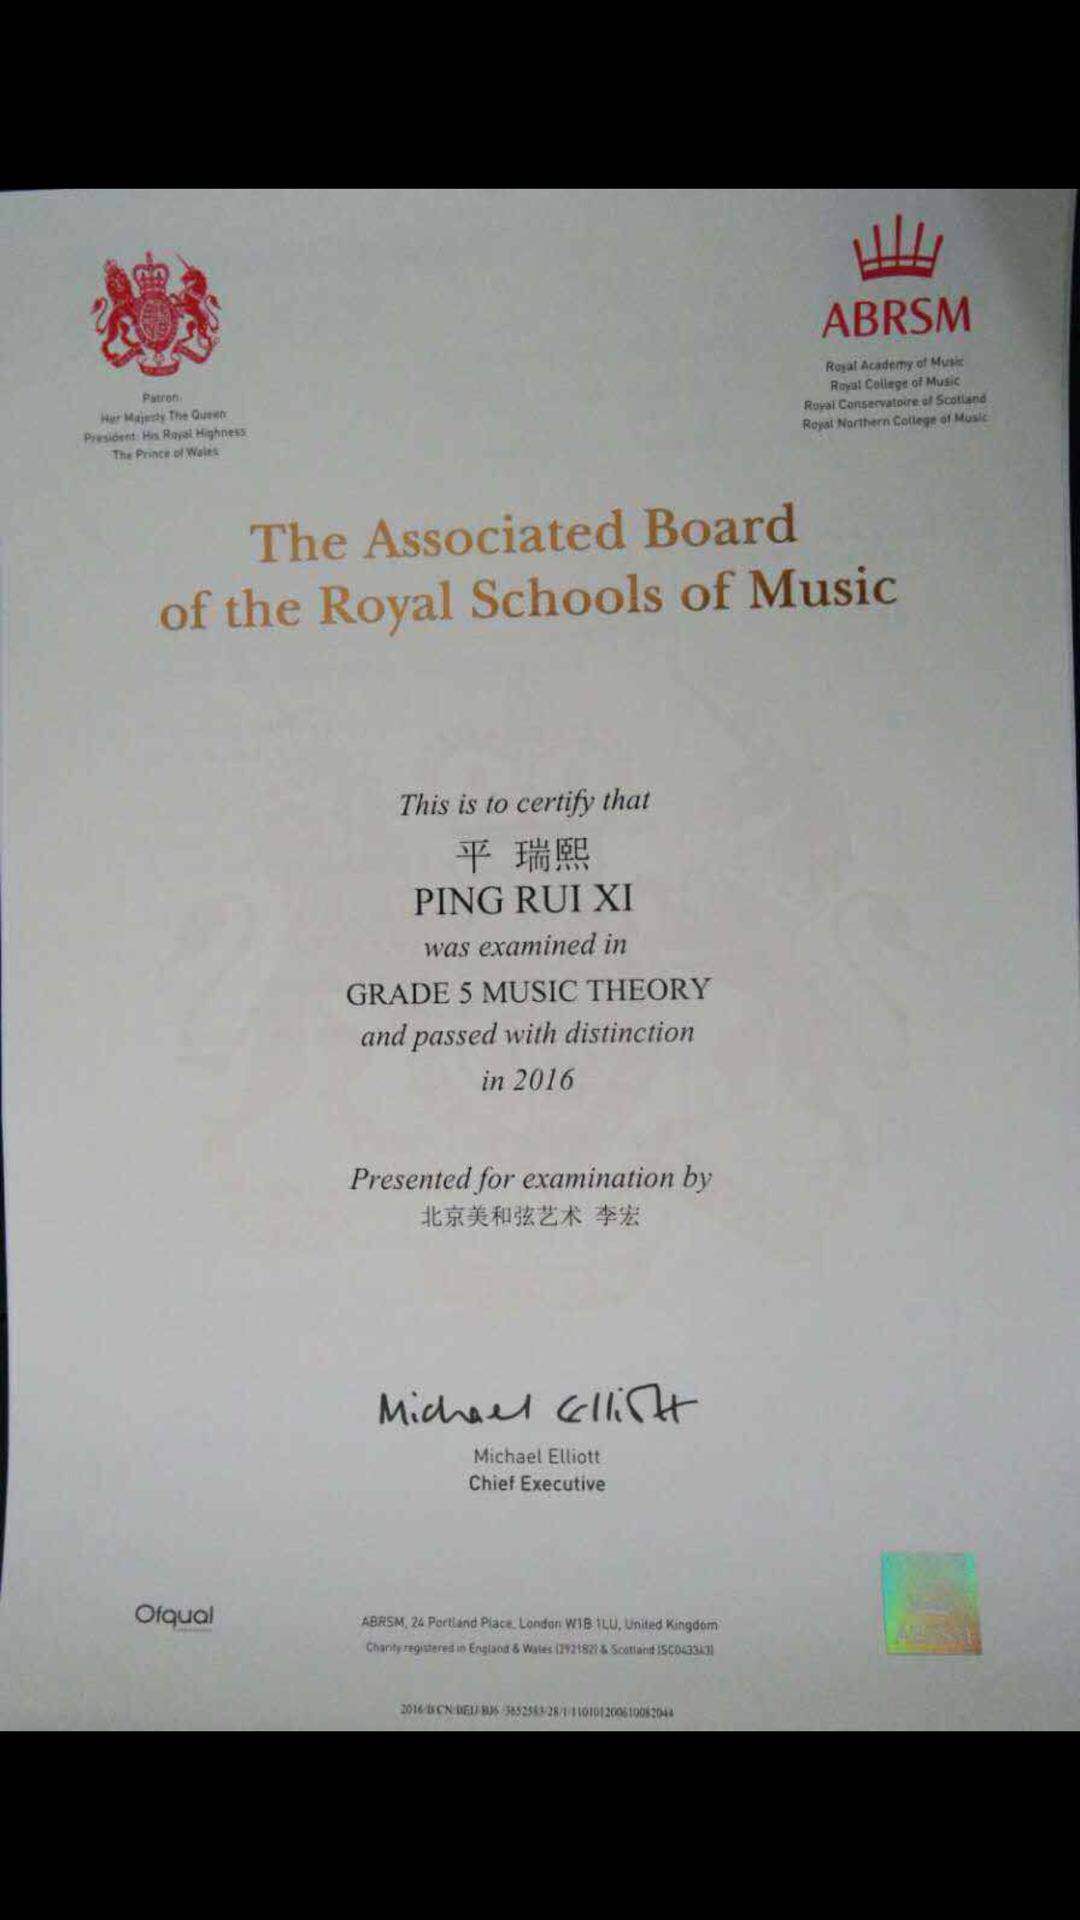 ABRSM
Royal Academy of Music
Royal College of Music
Royal Conservatoire of Scotland
Royal Northern College of Music
Patron:
Her Majesty The Queen
President: His Royal Highness
The Prince of Wales
The Associated Board
of the Royal Schools of Music
This is to certify that
平 瑞熙
PING RUI XI
was examined in
GRADE 5 MUSIC THEORY
and passed with distinction
in 2016
Presented for examination by
北京美和弦艺术 李宏
Michael Elliott
Michael Elliott
Chief Executive
Ofqual
ABRSM, 24 Portland Place, London W1B 1LU, United Kingdom
Charity registered in England & Wales (292182) & Scotland (SC043343)
ABRSM